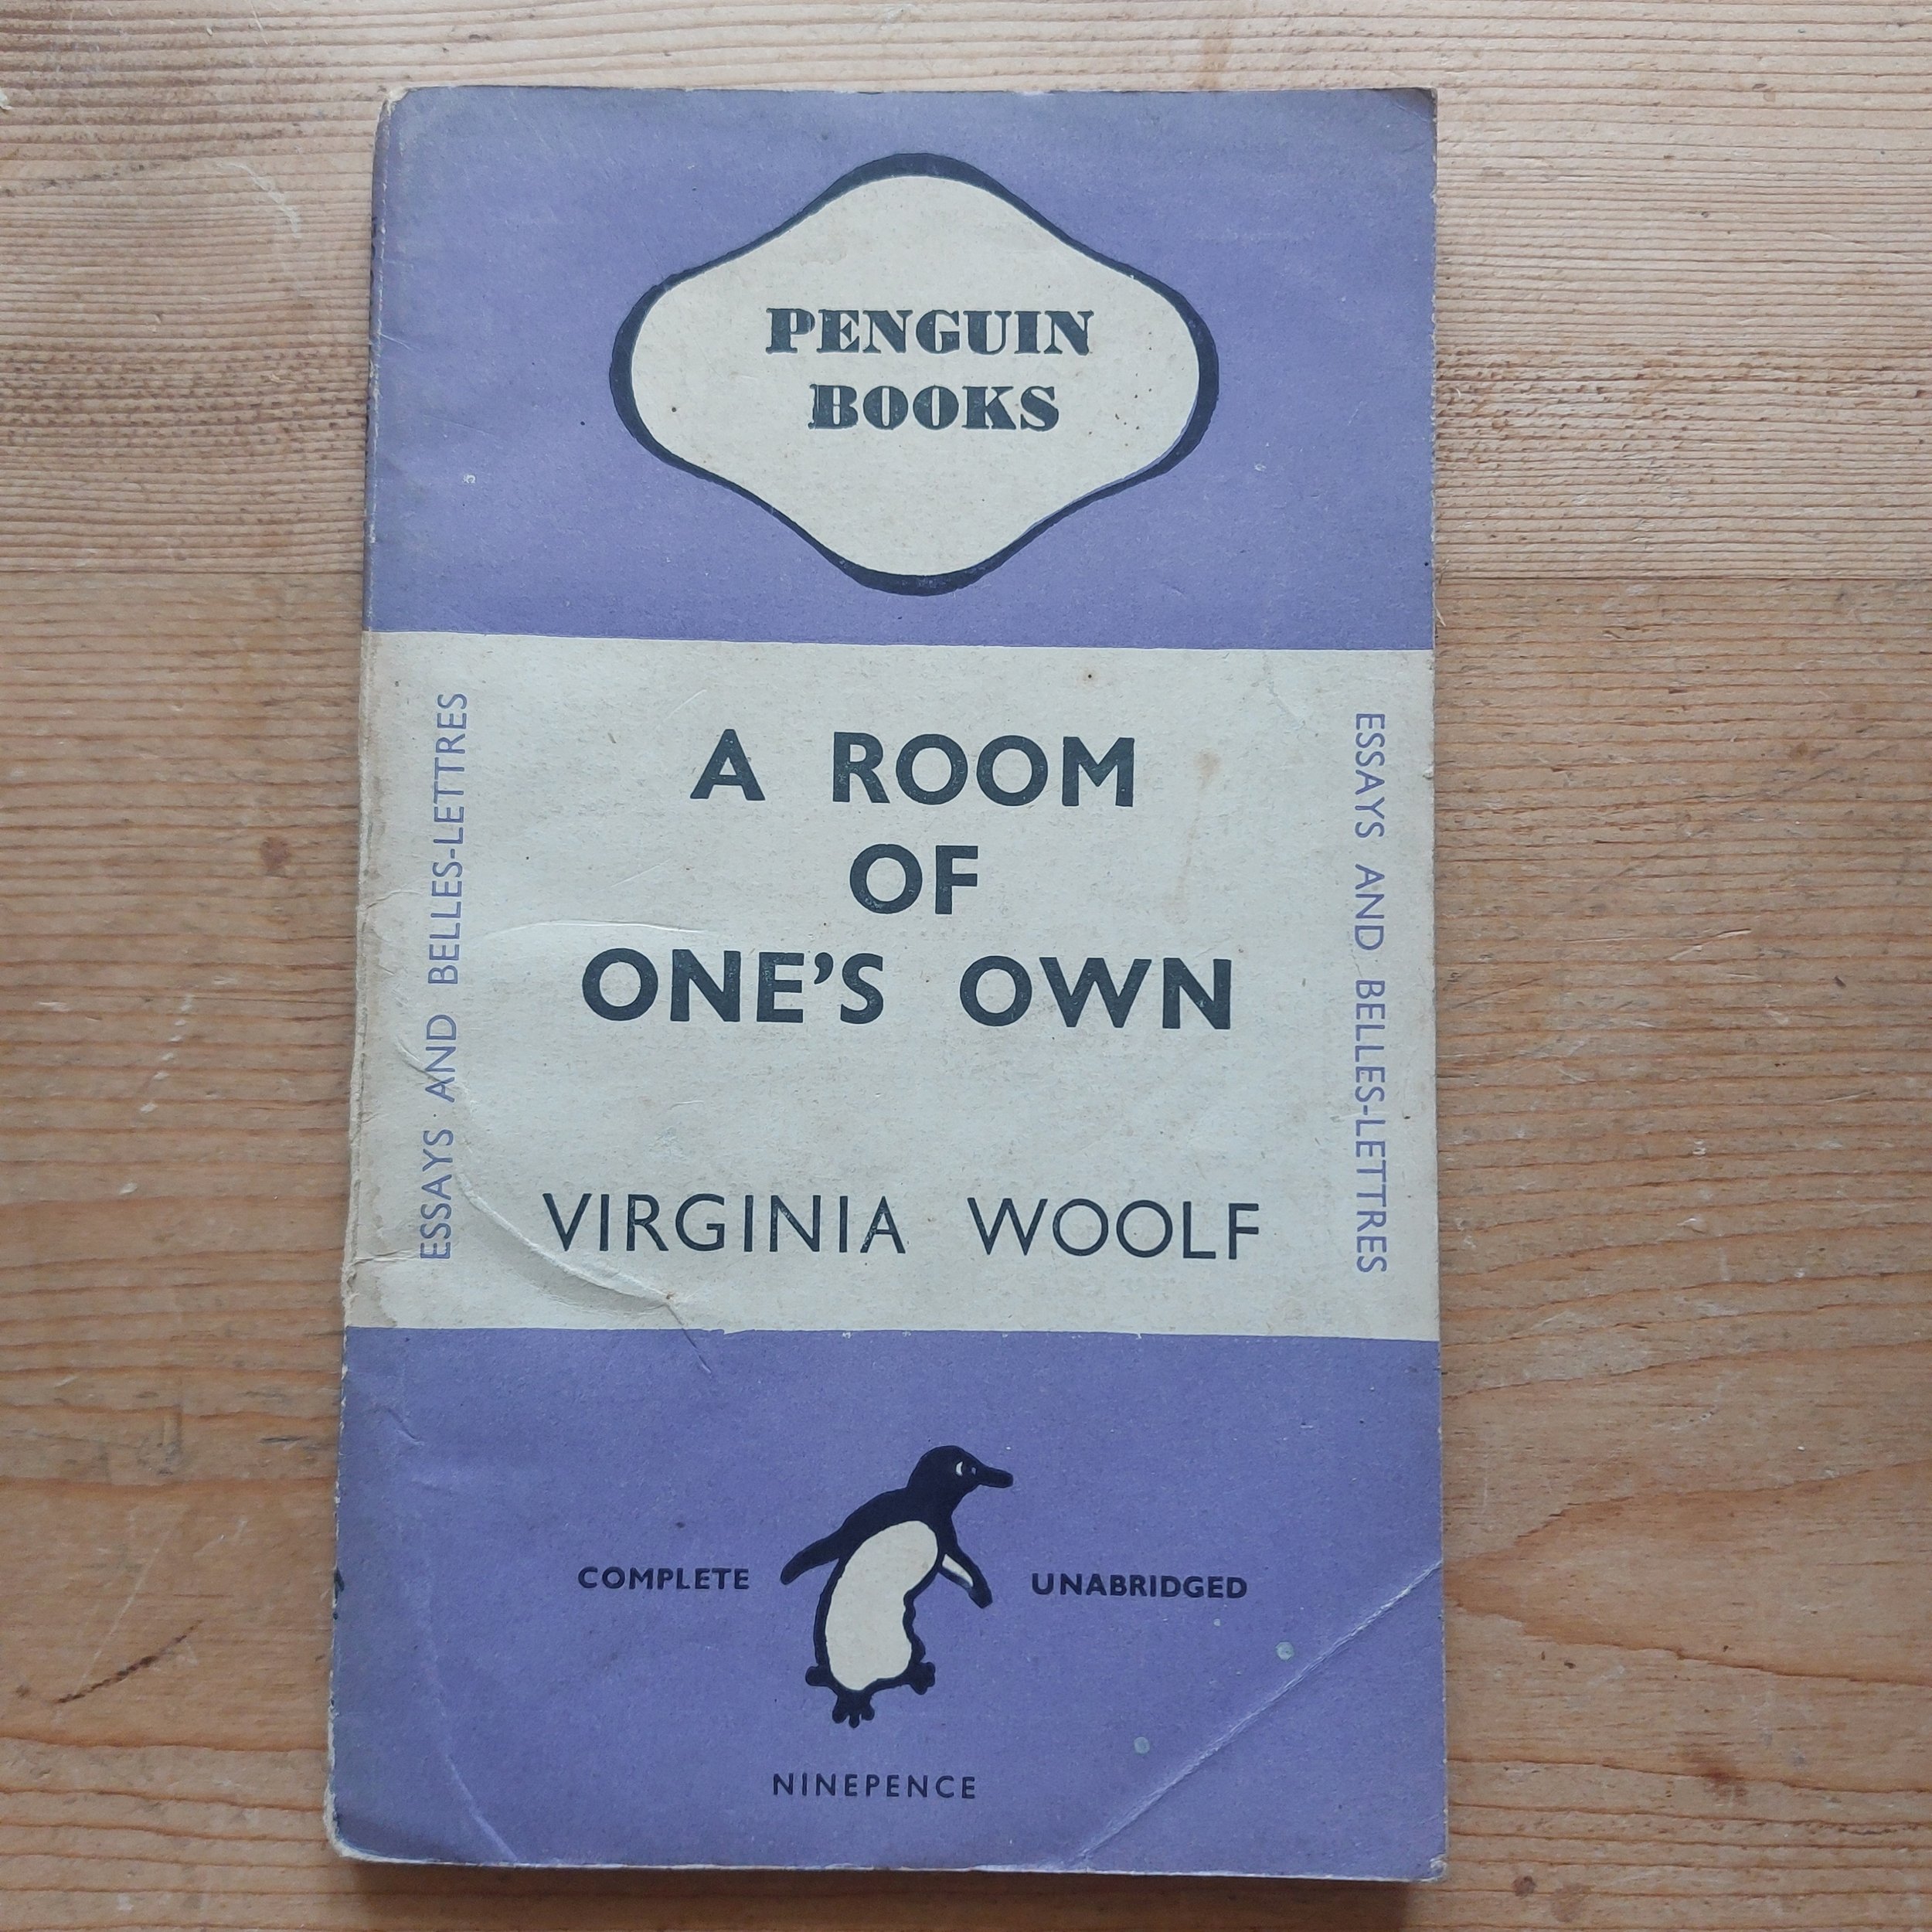 PENGUIN
BOOKS
ESSAYS AND BELLES-LETTRES
A ROOM
OF
ONE'S OWN
VIRGINIA WOOLF
ESSAYS AND BELLES-LETTRES
COMPLETE UNABRIDGED
NINEPENCE